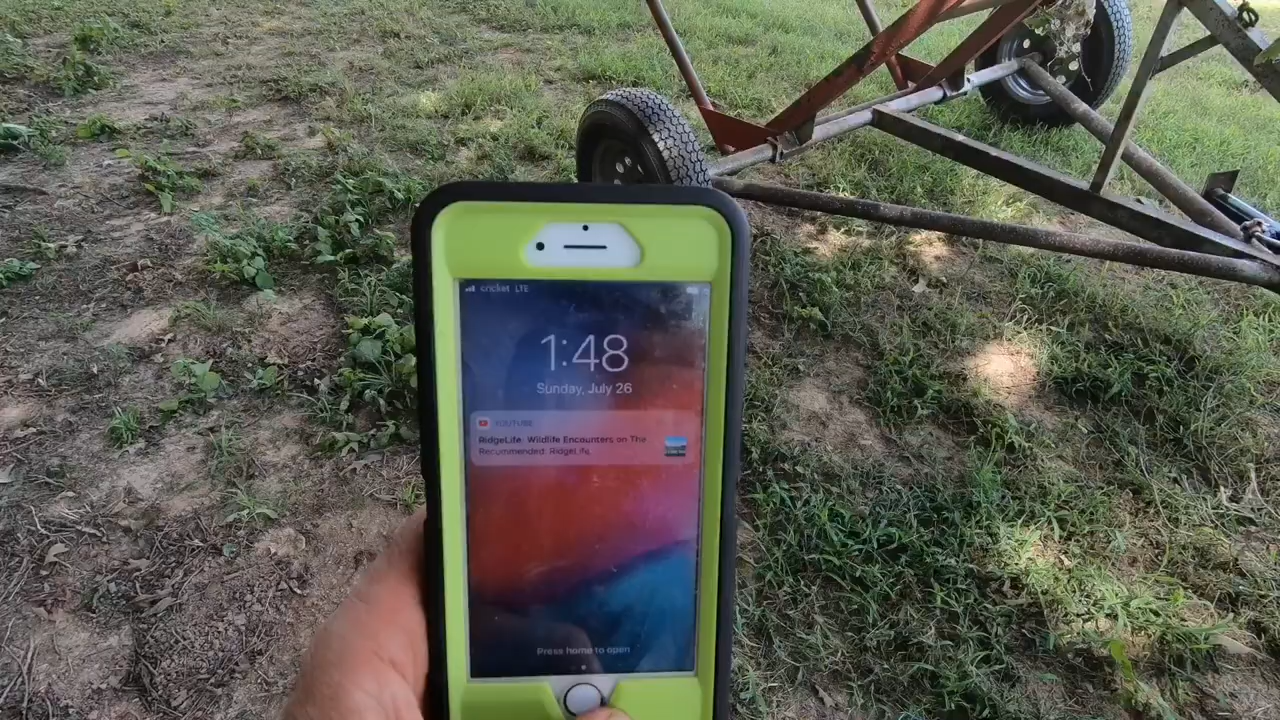 cricket LTE
1:48
Sunday, July 26
YOUTUBE
RidgeLife: Wildlife Encounters on The
Recommended: RidgeLife
Press home to open